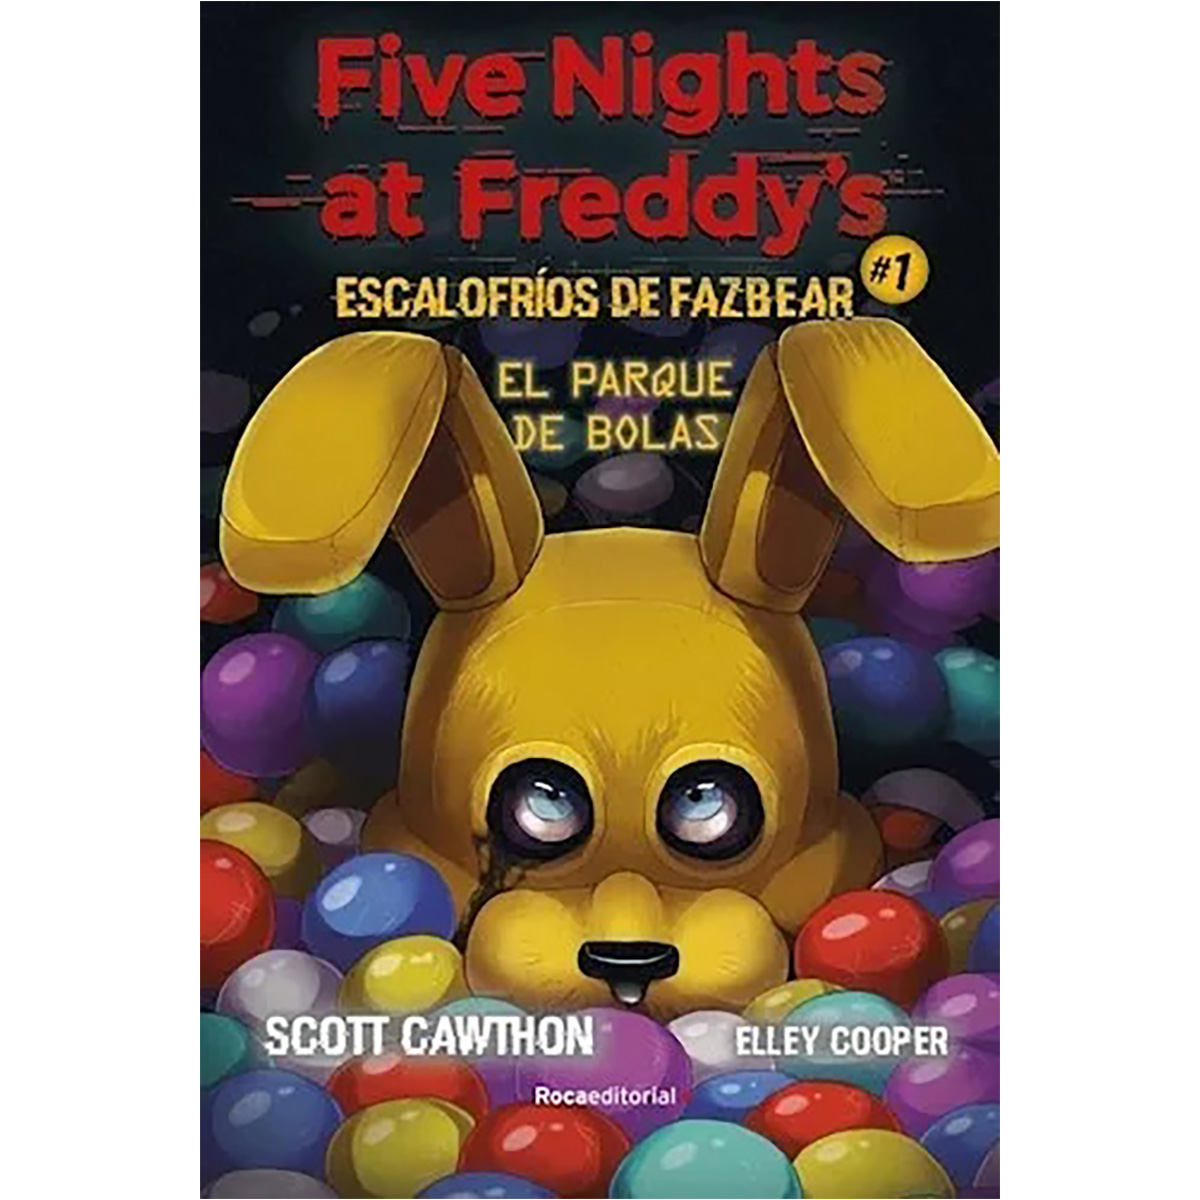 Five Nights
at Freddy's
#1
ESCALOFRÍOS DE FAZBEAR
EL PARQUE
DE BOLAS
SCOTT CAWTHON
ELLEY COOPER
Rocaeditorial